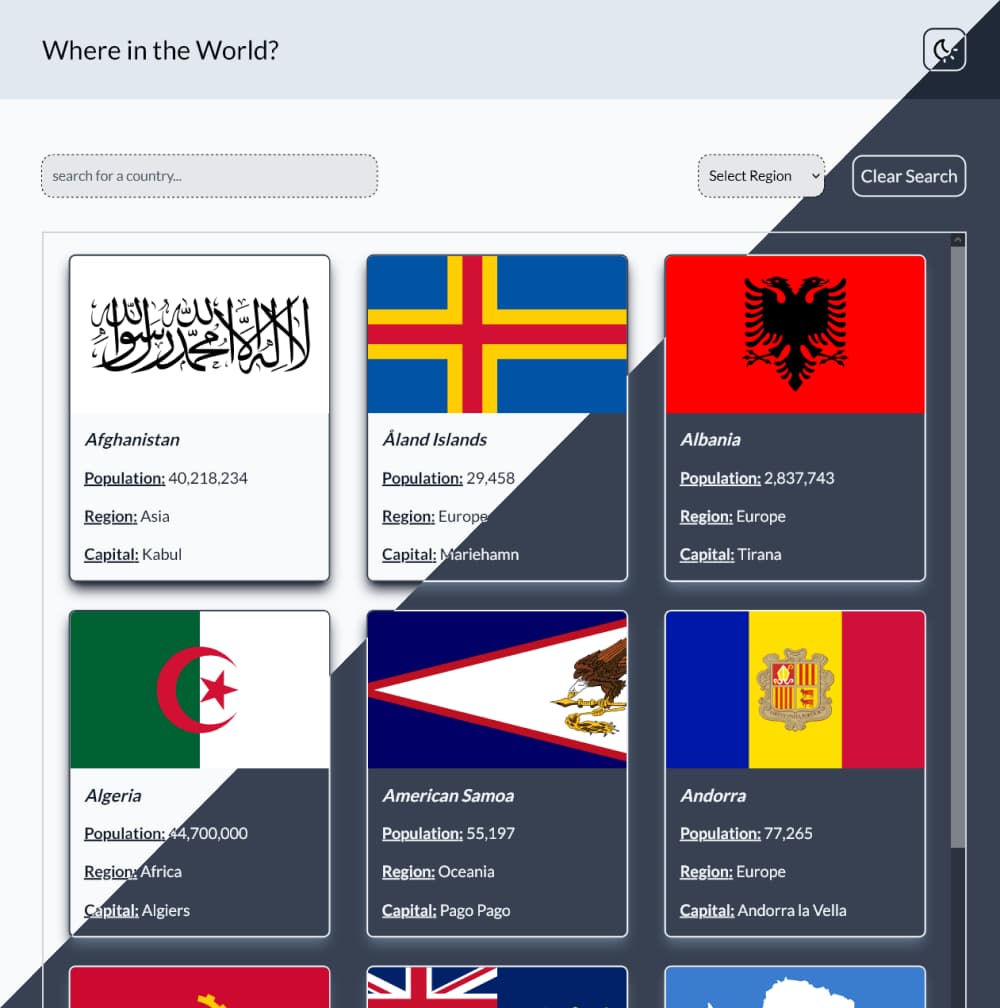 Where in the World?
search for a country...
Select Region
Clear Search
لا إله إلا الله محمد رسول الله
Afghanistan
Population: 40,218,234
Region: Asia
Capital: Kabul
Åland Islands
Population: 29,458
Region: Europe
Capital: Mariehamn
Albania
Population: 2,837,743
Region: Europe
Capital: Tirana
Algeria
Population: 44,700,000
Region: Africa
Capital: Algiers
American Samoa
Population: 55,197
Region: Oceania
Capital: Pago Pago
Andorra
Population: 77,265
Region: Europe
Capital: Andorra la Vella